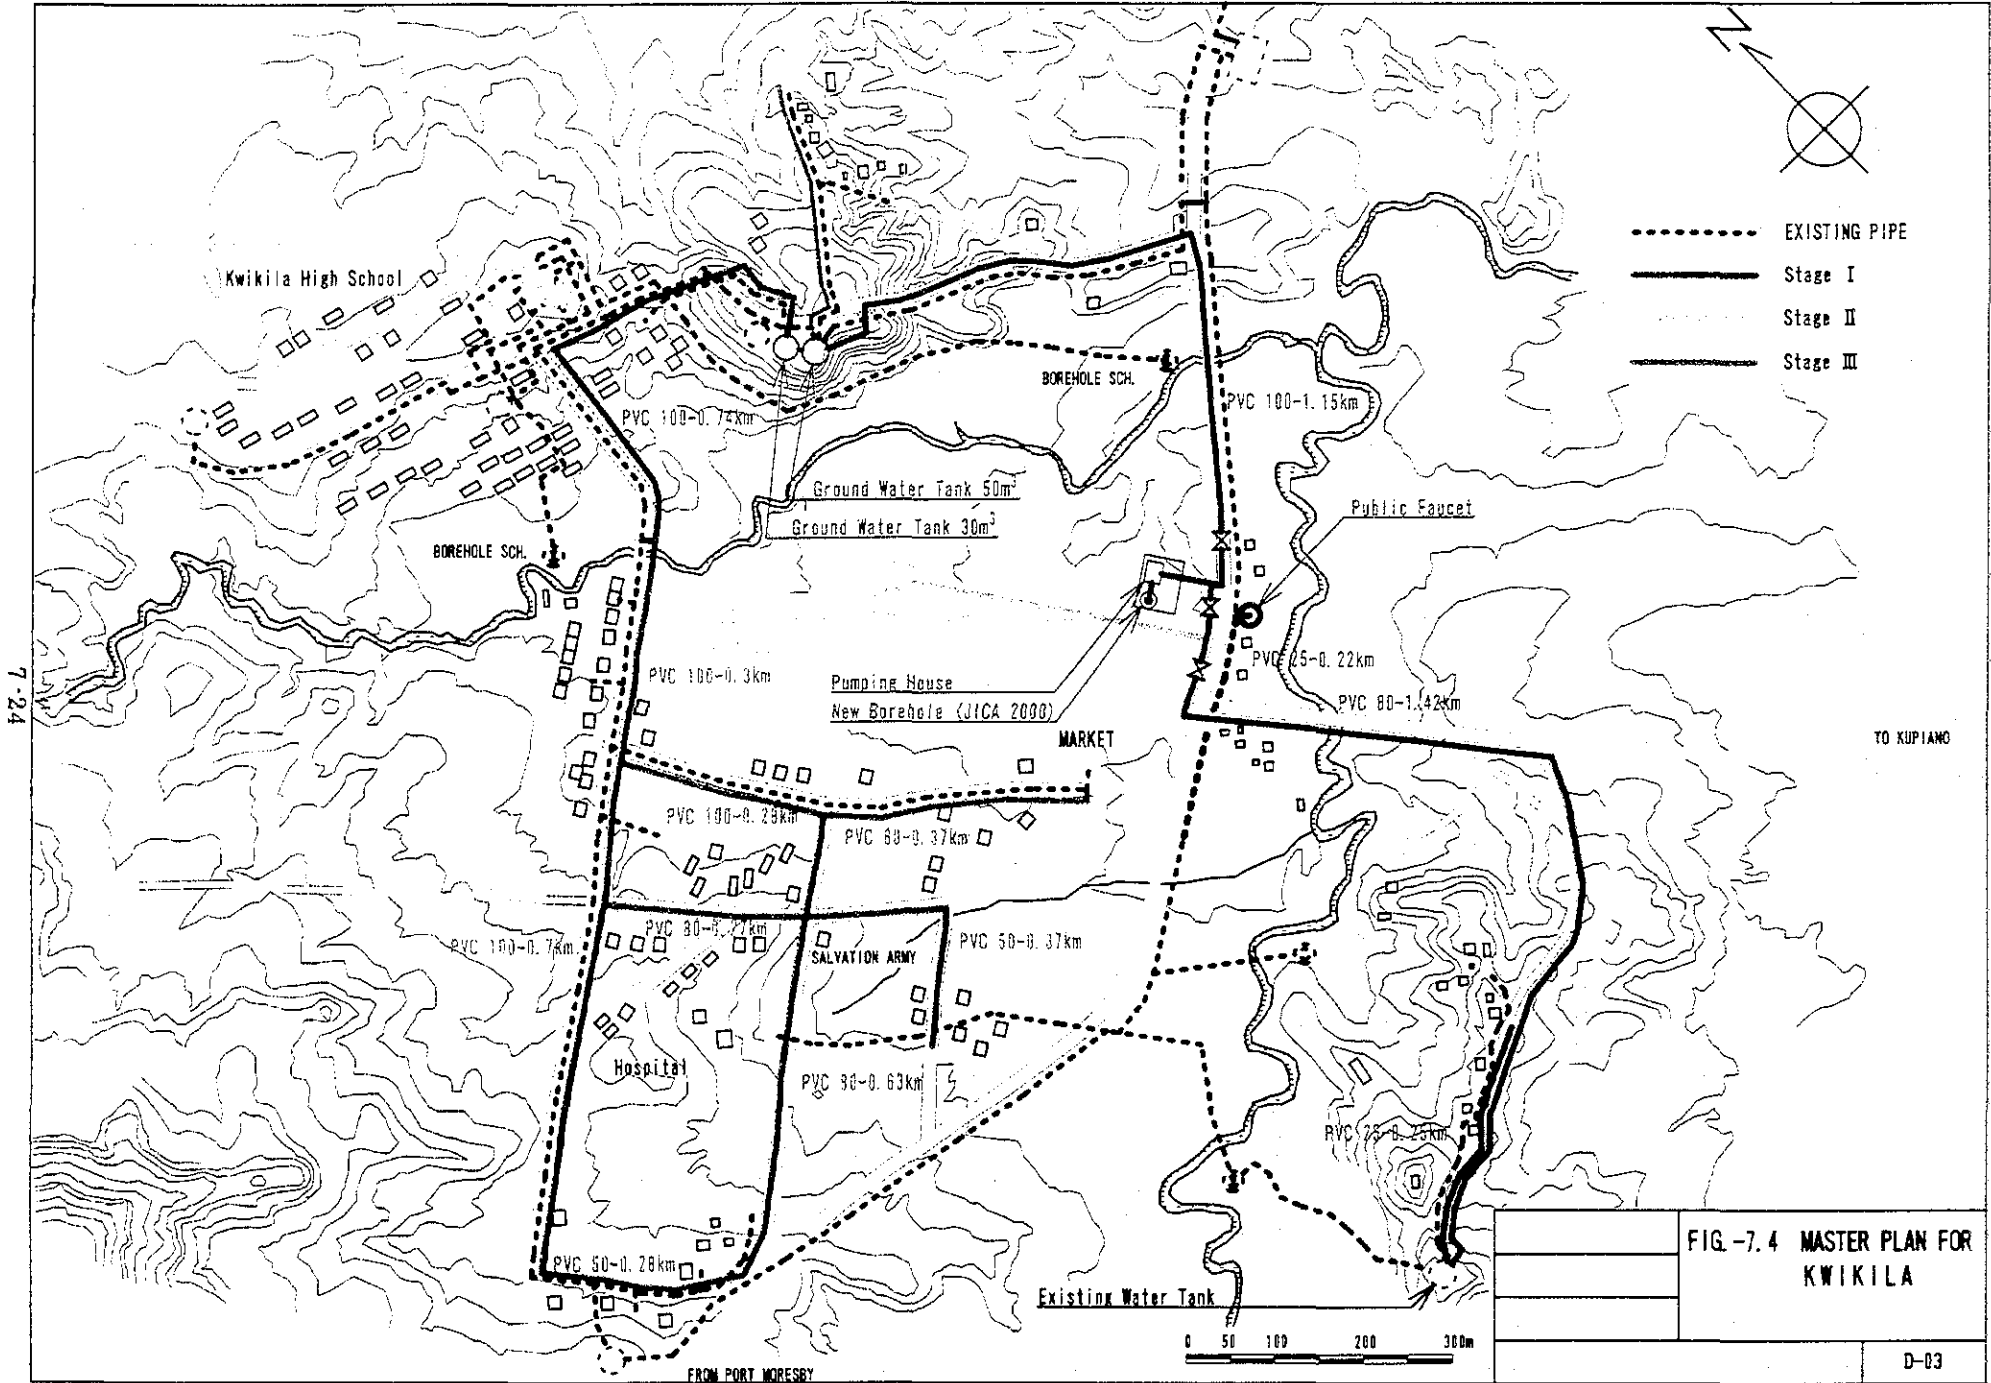 EXISTING PIPE
Kwikila High School
Stage I
Stage II
Stage III
BOREHOLE SCH.
PVC 100-0.74km
PVC 100-1.15km
Ground Water Tank 50m³
Ground Water Tank 30m³
Public Faucet
BOREHOLE SCH.
PVC 100-0.3km
PVC 25-0.22km
Pumping House
New Borehole (JICA 2000)
PVC 80-1.42km
MARKET
TO KUPIANO
7-24
PVC 100-0.28km
PVC 80-0.37km
PVC 100-0.7km
PVC 50-0.37km
SALVATION ARMY
Hospital
PVC 80-0.63km
PVC 50-0.28km
Existing Water Tank
0 50 100 200 300m
FROM PORT MORESBY
FIG.-7.4 MASTER PLAN FOR
KWIKILA
D-03